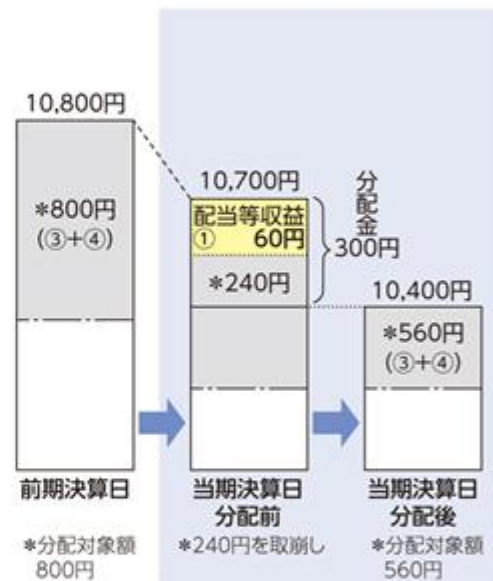 10,800円
*800円
(③+④)
10,700円
配当等収益
① 60円
*240円
分配金
300円
10,400円
*560円
(③+④)
前期決算日
当期決算日
分配前
当期決算日
分配後
*分配対象額
800円
*240円を取崩し
*分配対象額
560円